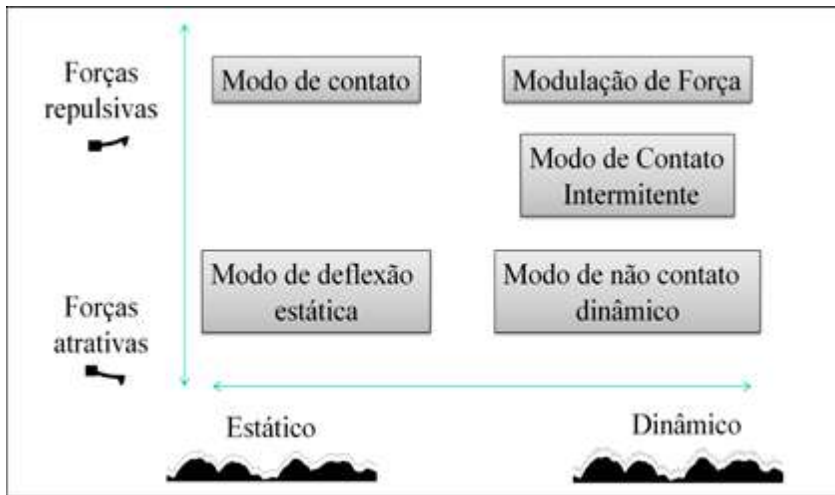 Forças
repulsivas
Modo de contato
Modulação de Força
Modo de Contato
Intermitente
Modo de deflexão
estática
Modo de não contato
dinâmico
Forças
atrativas
Estático
Dinâmico